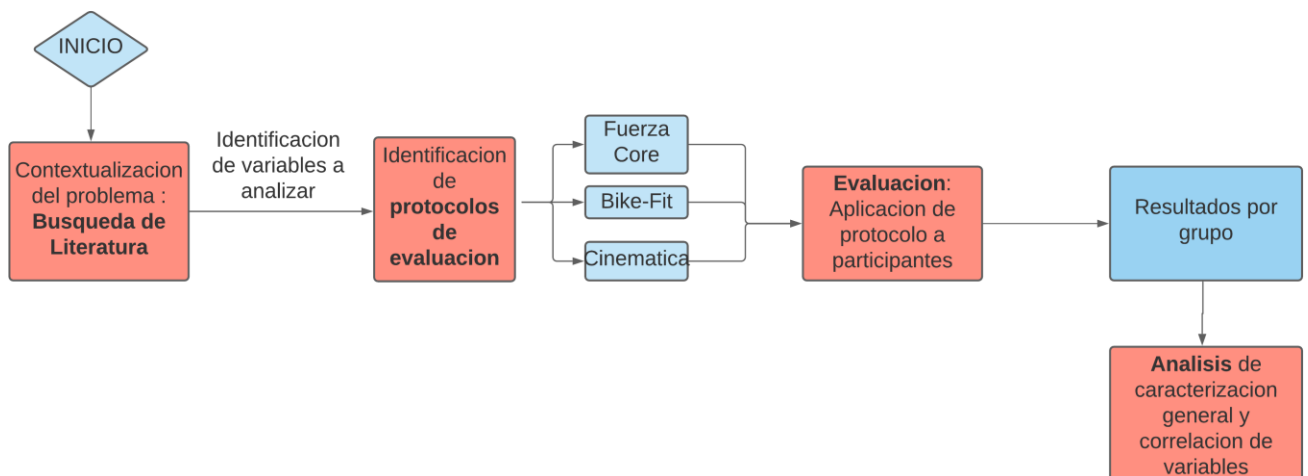 INICIO
Contextualizacion
del problema :
Busqueda de
Literatura
Identificacion
de variables a
analizar
Identificacion
de
protocolos
de
evaluacion
Fuerza
Core
Bike-Fit
Cinematica
Evaluacion:
Aplicacion de
protocolo a
participantes
Resultados por
grupo
Analisis de
caracterizacion
general y
correlacion de
variables